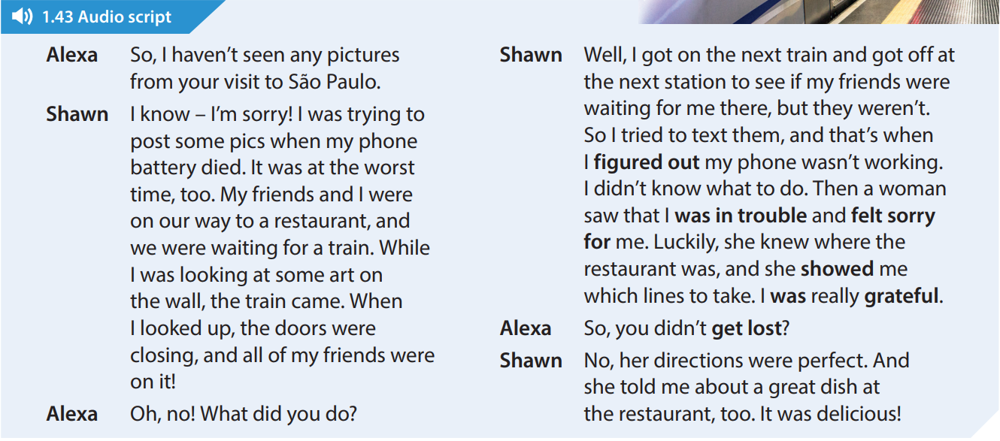 1.43 Audio script
Alexa So, I haven't seen any pictures
from your visit to São Paulo.
Shawn I know – I'm sorry! I was trying to
post some pics when my phone
battery died. It was at the worst
time, too. My friends and I were
on our way to a restaurant, and
we were waiting for a train. While
I was looking at some art on
the wall, the train came. When
I looked up, the doors were
closing, and all of my friends were
on it!
Alexa Oh, no! What did you do?
Shawn Well, I got on the next train and got off at
the next station to see if my friends were
waiting for me there, but they weren't.
So I tried to text them, and that's when
I figured out my phone wasn't working.
I didn't know what to do. Then a woman
saw that I was in trouble and felt sorry
for me. Luckily, she knew where the
restaurant was, and she showed me
which lines to take. I was really grateful.
Alexa So, you didn't get lost?
Shawn No, her directions were perfect. And
she told me about a great dish at
the restaurant, too. It was delicious!